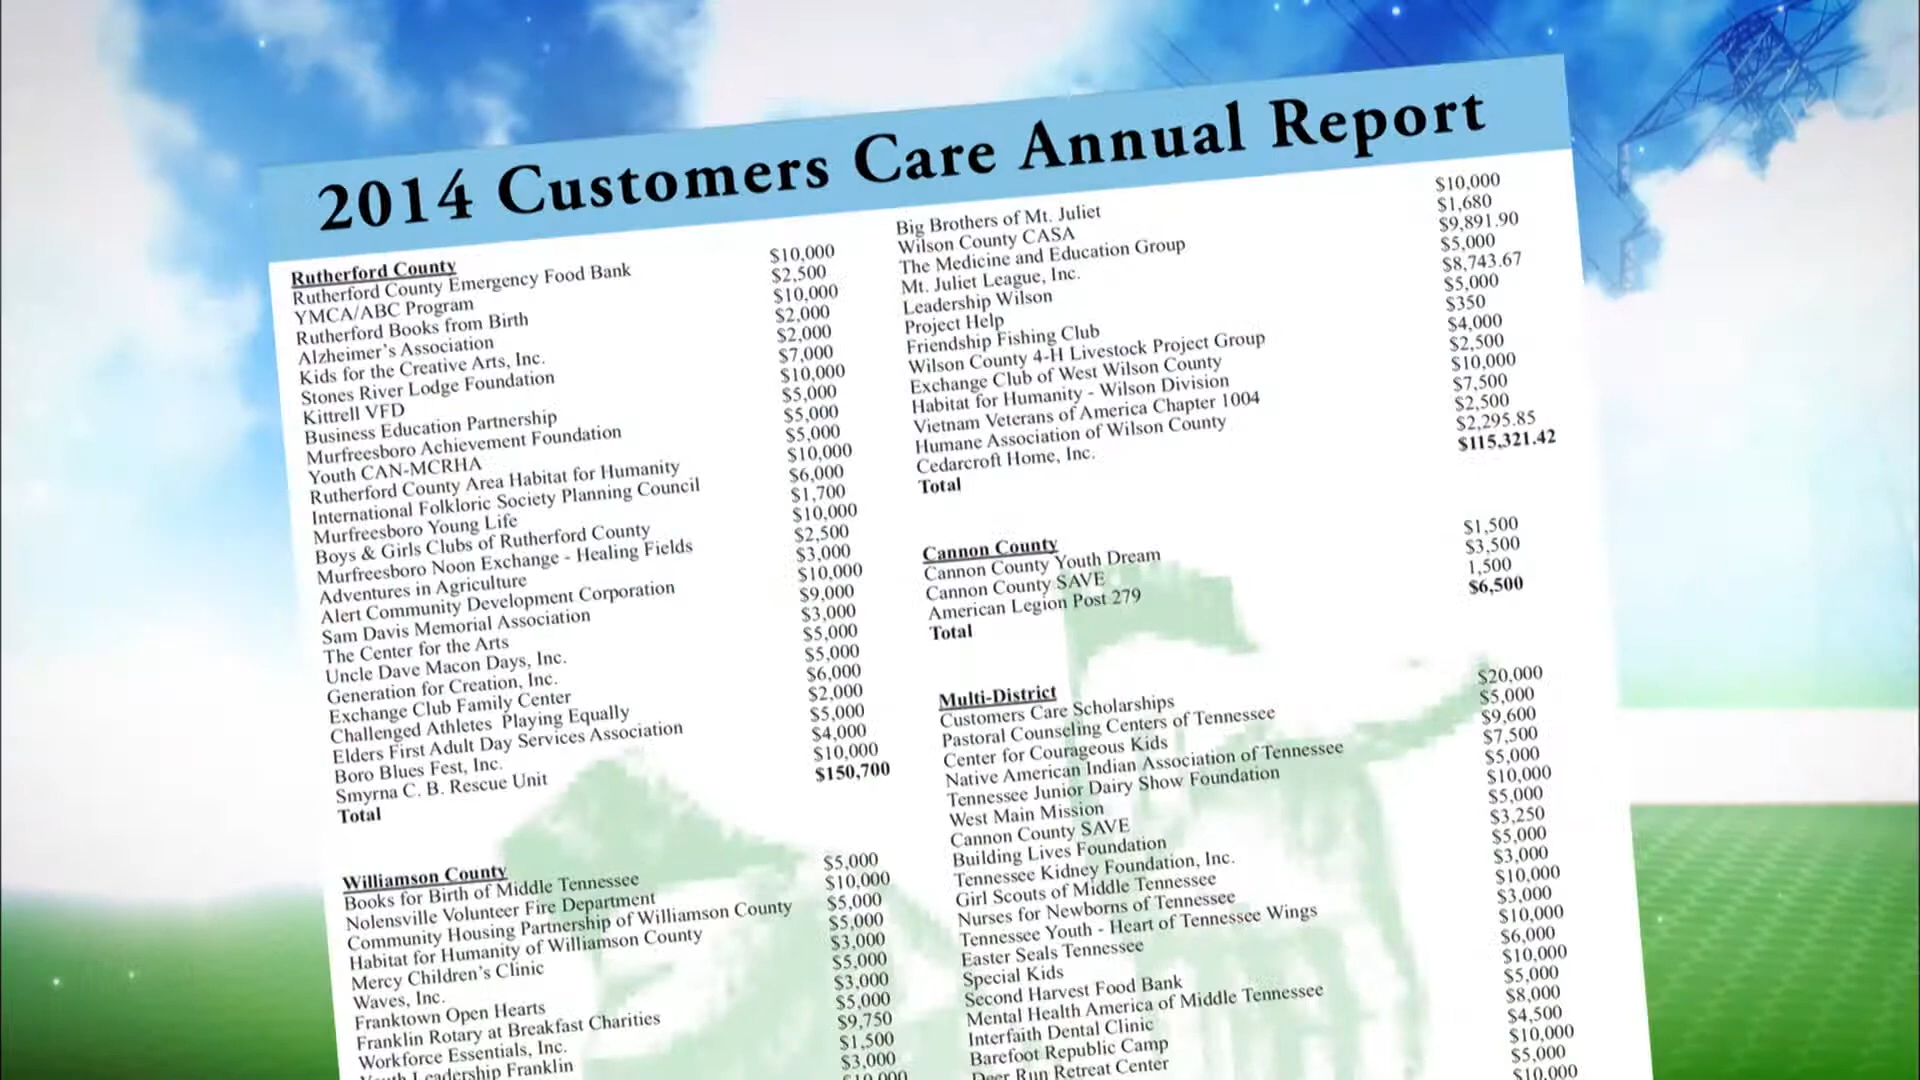 2014 Customers Care Annual Report
Rutherford County
Rutherford County Emergency Food Bank $10,000
YMCA/ABC Program $2,500
Rutherford Books from Birth $10,000
Alzheimer's Association $2,000
Kids for the Creative Arts, Inc. $2,000
Stones River Lodge Foundation $7,000
Kittrell VFD $10,000
Business Education Partnership $5,000
Murfreesboro Achievement Foundation $5,000
Youth CAN-MCRHA $5,000
Rutherford County Area Habitat for Humanity $10,000
International Folkloric Society Planning Council $6,000
Murfreesboro Young Life $1,700
Boys & Girls Clubs of Rutherford County $10,000
Murfreesboro Noon Exchange - Healing Fields $2,500
Adventures in Agriculture $3,000
Alert Community Development Corporation $10,000
Sam Davis Memorial Association $9,000
The Center for the Arts $3,000
Uncle Dave Macon Days, Inc. $5,000
Generation for Creation, Inc. $5,000
Exchange Club Family Center $6,000
Challenged Athletes Playing Equally $2,000
Elders First Adult Day Services Association $5,000
Boro Blues Fest, Inc. $4,000
Smyrna C. B. Rescue Unit $10,000
Total $150,700
Williamson County
Books for Birth of Middle Tennessee $5,000
Nolensville Volunteer Fire Department $10,000
Community Housing Partnership of Williamson County $5,000
Habitat for Humanity of Williamson County $5,000
Mercy Children's Clinic $3,000
Waves, Inc. $5,000
Franktown Open Hearts $3,000
Franklin Rotary at Breakfast Charities $5,000
Workforce Essentials, Inc. $9,750
Youth Leadership Franklin $1,500
$3,000
$10,000
Big Brothers of Mt. Juliet $10,000
Wilson County CASA $1,680
The Medicine and Education Group $9,891.90
Mt. Juliet League, Inc. $5,000
Leadership Wilson $8,743.67
Project Help $5,000
Friendship Fishing Club $350
Wilson County 4-H Livestock Project Group $4,000
Exchange Club of West Wilson County $2,500
Habitat for Humanity - Wilson Division $10,000
Vietnam Veterans of America Chapter 1004 $7,500
Humane Association of Wilson County $2,500
Cedarcroft Home, Inc. $2,295.85
Total $115,321.42
Cannon County
Cannon County Youth Dream $1,500
Cannon County SAVE $3,500
American Legion Post 279 1,500
Total $6,500
Multi-District
Customers Care Scholarships $20,000
Pastoral Counseling Centers of Tennessee $5,000
Center for Courageous Kids $9,600
Native American Indian Association of Tennessee $7,500
Tennessee Junior Dairy Show Foundation $5,000
West Main Mission $10,000
Cannon County SAVE $5,000
Building Lives Foundation $3,250
Tennessee Kidney Foundation, Inc. $5,000
Girl Scouts of Middle Tennessee $3,000
Nurses for Newborns of Tennessee $10,000
Tennessee Youth - Heart of Tennessee Wings $3,000
Easter Seals Tennessee $10,000
Special Kids $6,000
Second Harvest Food Bank $10,000
Mental Health America of Middle Tennessee $5,000
Interfaith Dental Clinic $8,000
Barefoot Republic Camp $4,500
Deer Run Retreat Center $10,000
$5,000
$10,000